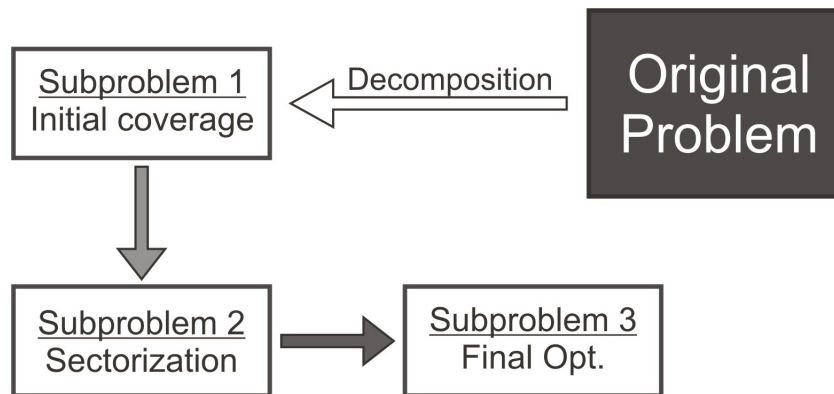 Subproblem 1
Initial coverage
Decomposition
Original
Problem
Subproblem 2
Sectorization
Subproblem 3
Final Opt.